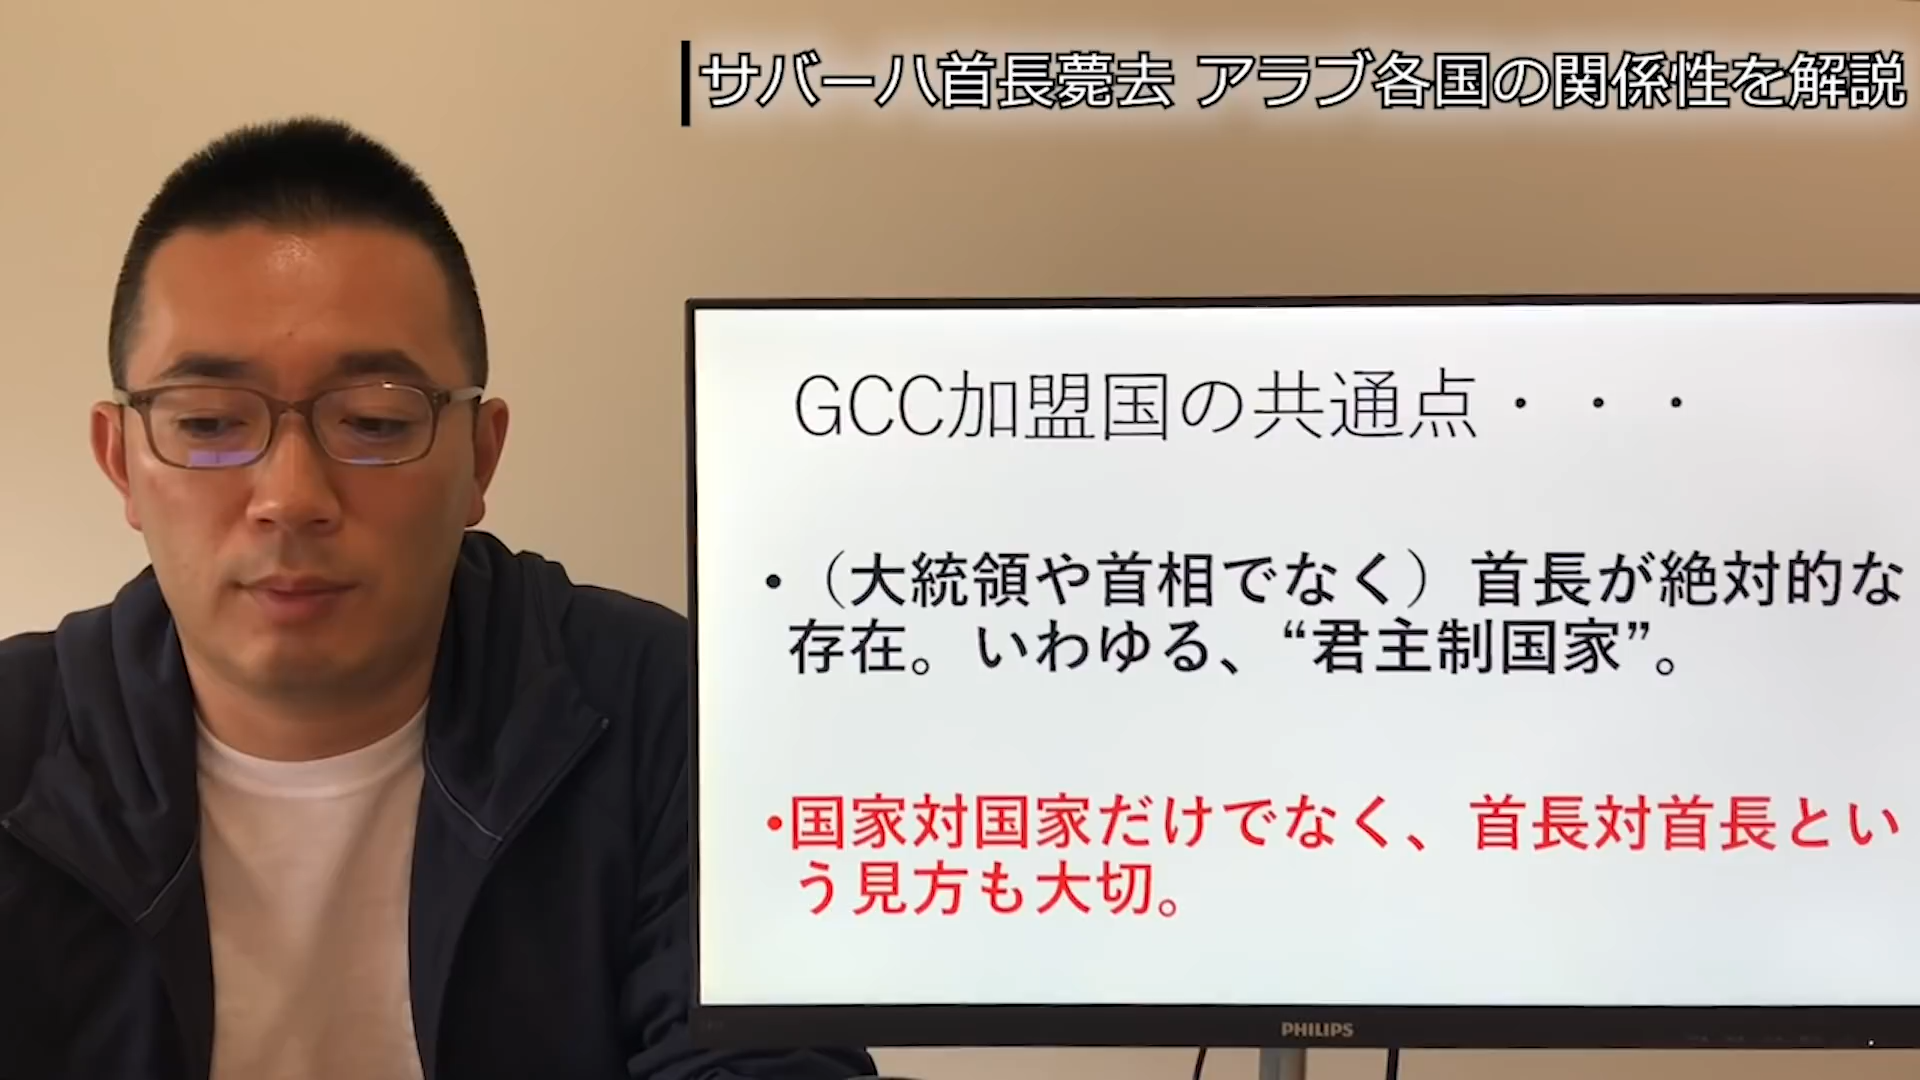 サバーハ首長薨去 アラブ各国の関係性を解説
GCC加盟国の共通点・・・
・（大統領や首相でなく）首長が絶対的な
存在。いわゆる、“君主制国家”。
・国家対国家だけでなく、首長対首長とい
う見方も大切。
PHILIPS